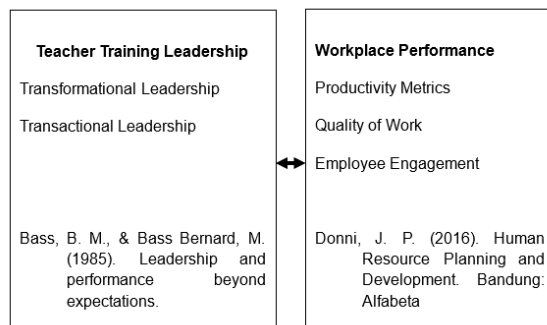 Teacher Training Leadership
Transformational Leadership
Transactional Leadership
Bass, B. M., & Bass Bernard, M.
(1985). Leadership and
performance beyond
expectations.
Workplace Performance
Productivity Metrics
Quality of Work
Employee Engagement
Donni, J. P. (2016). Human
Resource Planning and
Development. Bandung:
Alfabeta